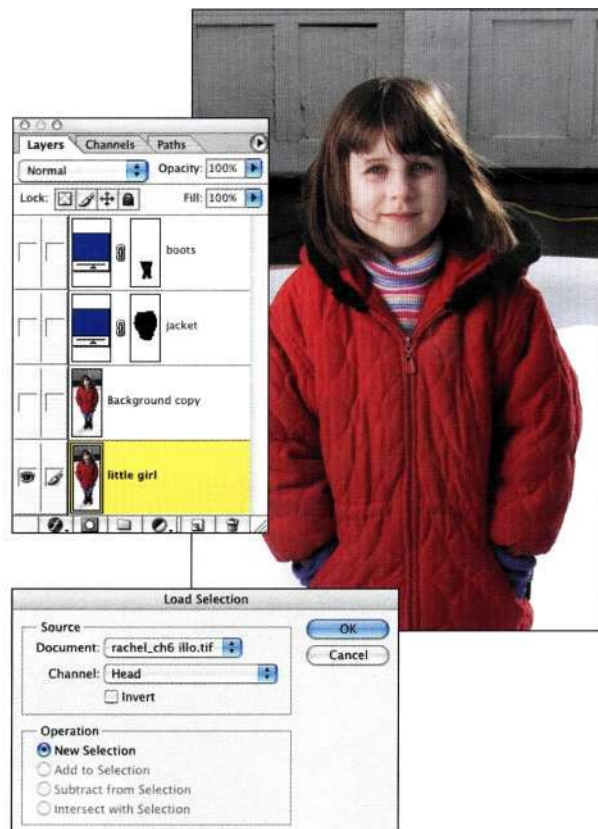 Layers Channels Paths
Normal Opacity: 100%
Lock: Fill: 100%
boots
jacket
Background copy
little girl
Load Selection
Source
Document: rachel_ch6 illo.tif
Channel: Head
Invert
OK
Cancel
Operation
New Selection
Add to Selection
Subtract from Selection
Intersect with Selection